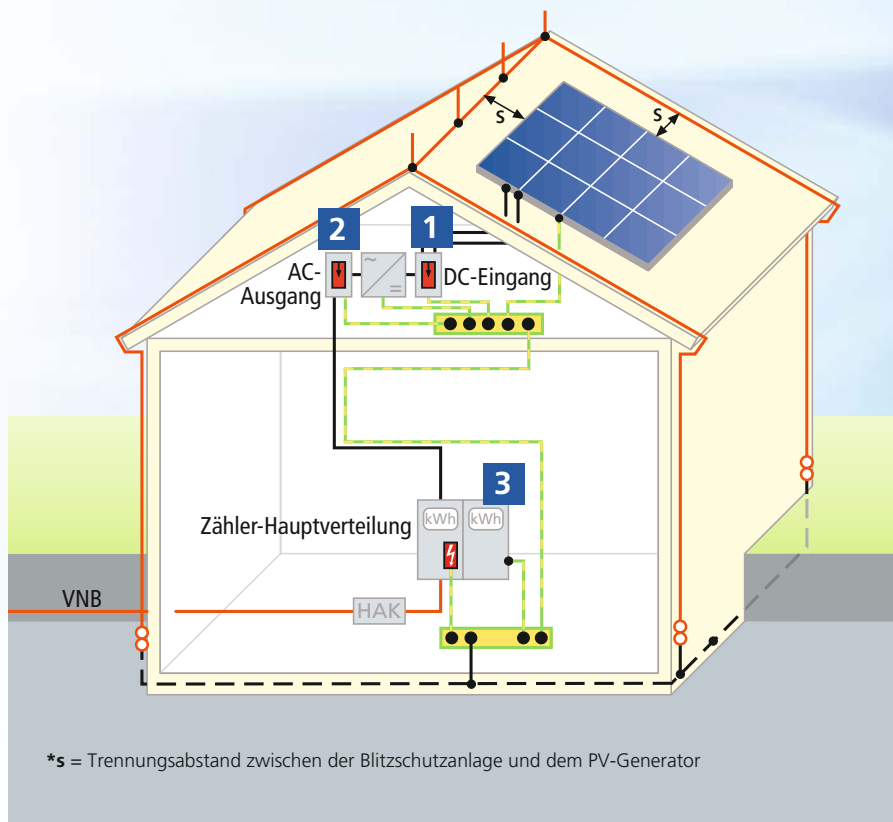 s
s
2
1
AC-
Ausgang
~
=
DC-Eingang
3
kWh
kWh
Zähler-Hauptverteilung
VNB
HAK
*s = Trennungsabstand zwischen der Blitzschutzanlage und dem PV-Generator